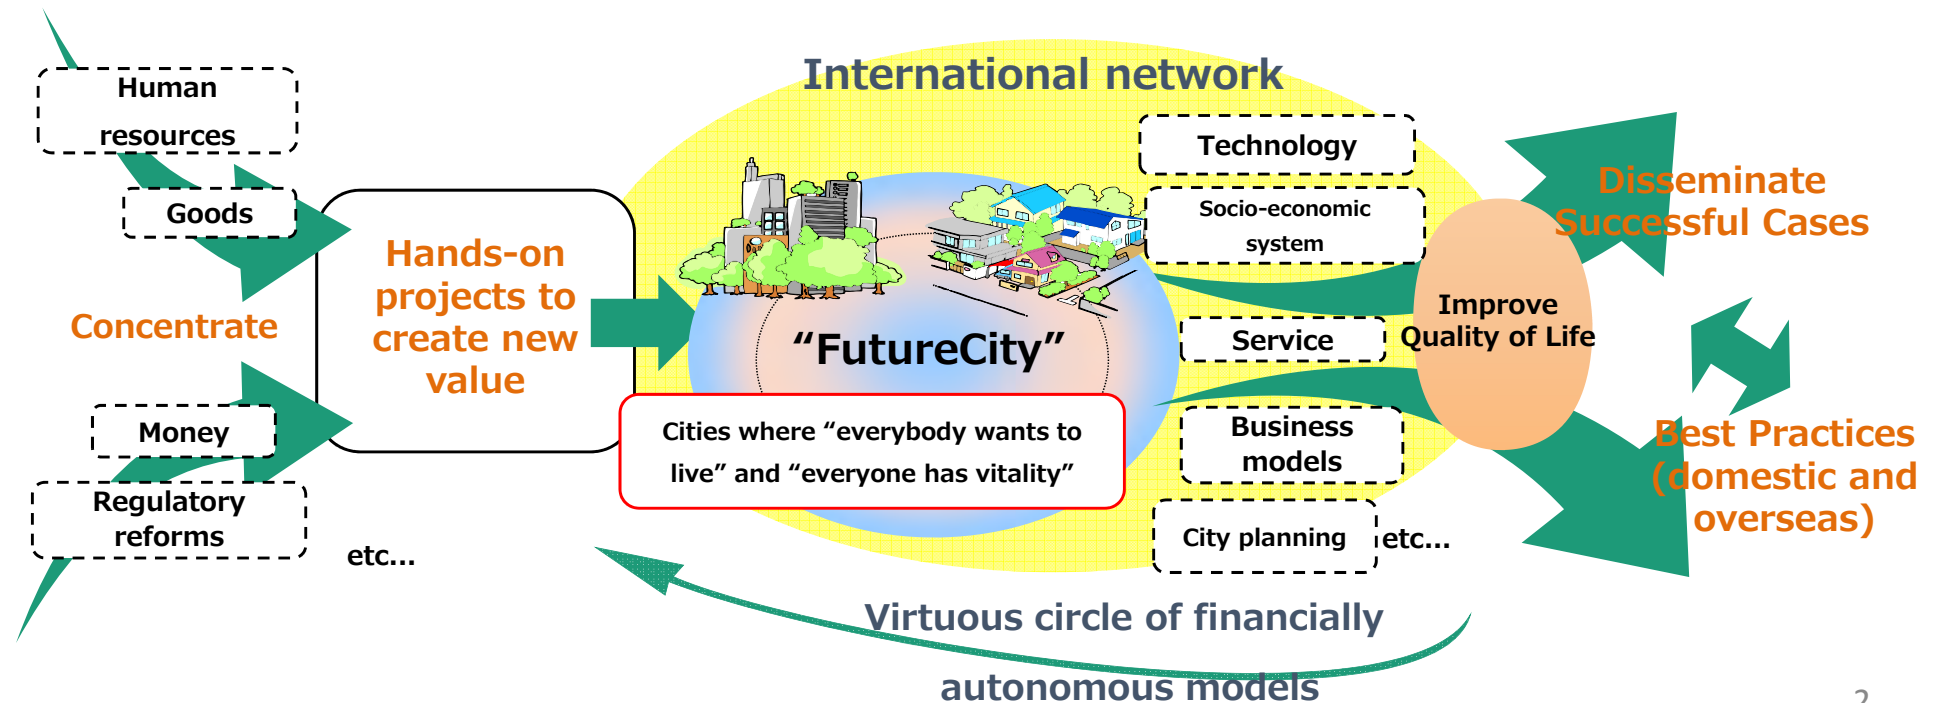 International network
Human
resources
Goods
Concentrate
Money
Regulatory
reforms
etc...
Hands-on
projects to
create new
value
“FutureCity”
Cities where “everybody wants to
live” and “everyone has vitality”
Technology
Socio-economic
system
Service
Business
models
City planning
etc...
Improve
Quality of Life
Disseminate
Successful Cases
Best Practices
(domestic and
overseas)
Virtuous circle of financially
autonomous models
2